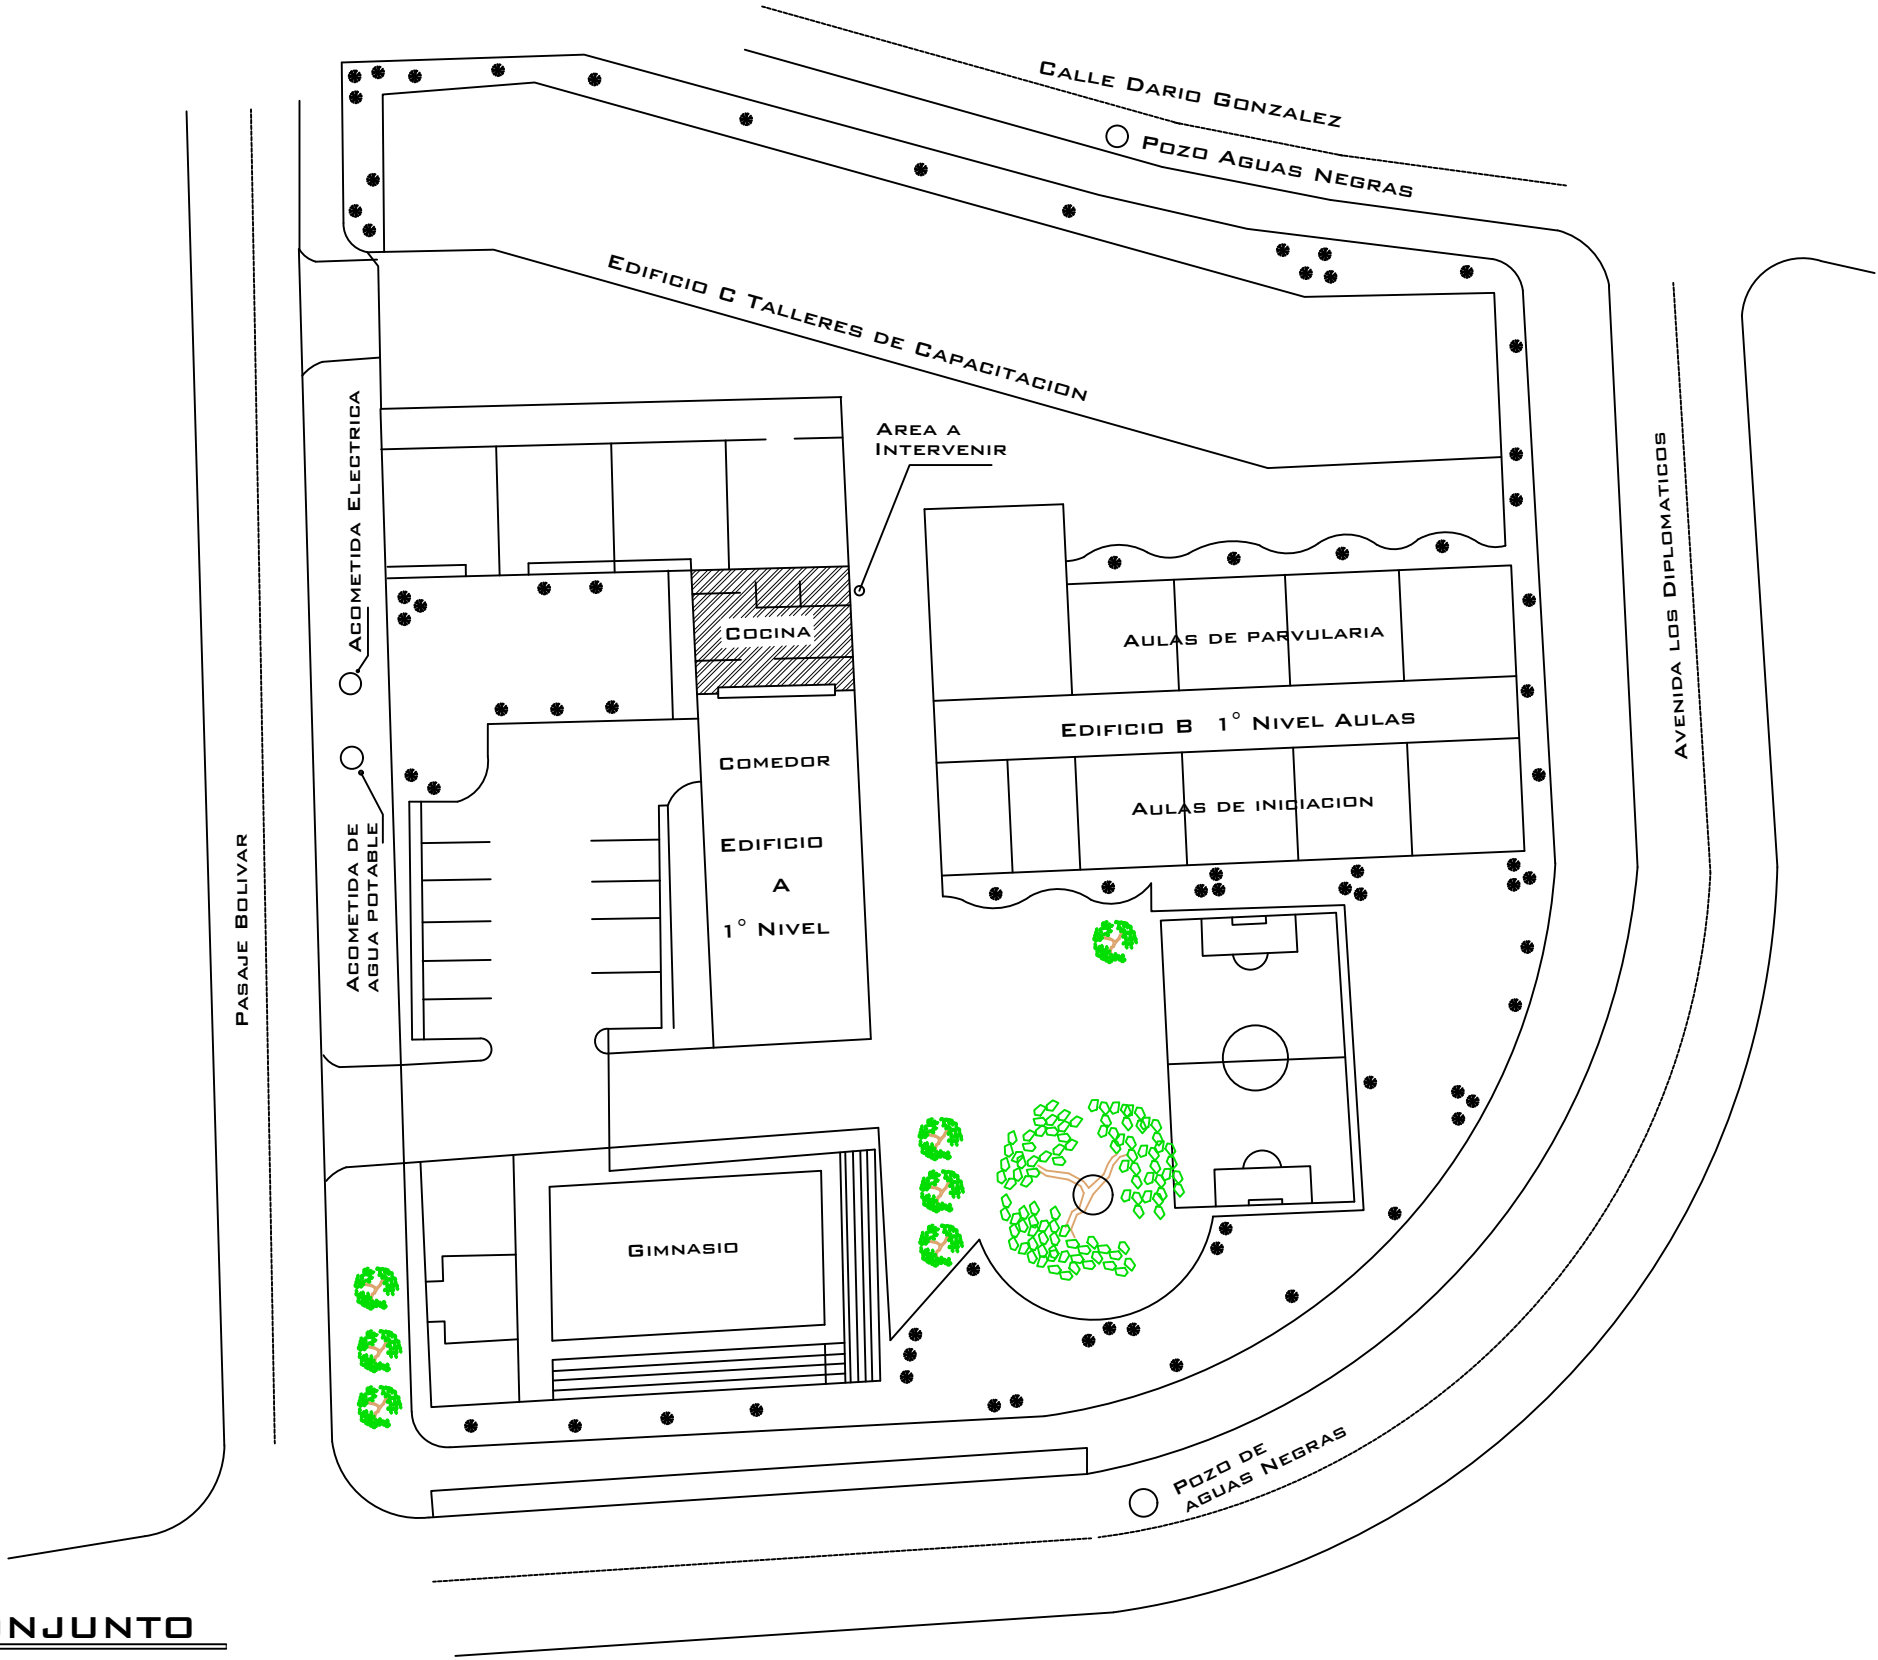 CALLE DARIO GONZALEZ
POZO AGUAS NEGRAS
EDIFICIO C TALLERES DE CAPACITACION
AREA A
INTERVENIR
ACOMETIDA ELECTRICA
AVENIDA LOS DIPLOMATICOS
COCINA
AULAS DE PARVULARIA
EDIFICIO B 1° NIVEL AULAS
COMEDOR
AULAS DE INICIACION
EDIFICIO
A
1° NIVEL
PASAJE BOLIVAR
ACOMETIDA DE
AGUA POTABLE
GIMNASIO
POZO DE
AGUAS NEGRAS
NJUNTO